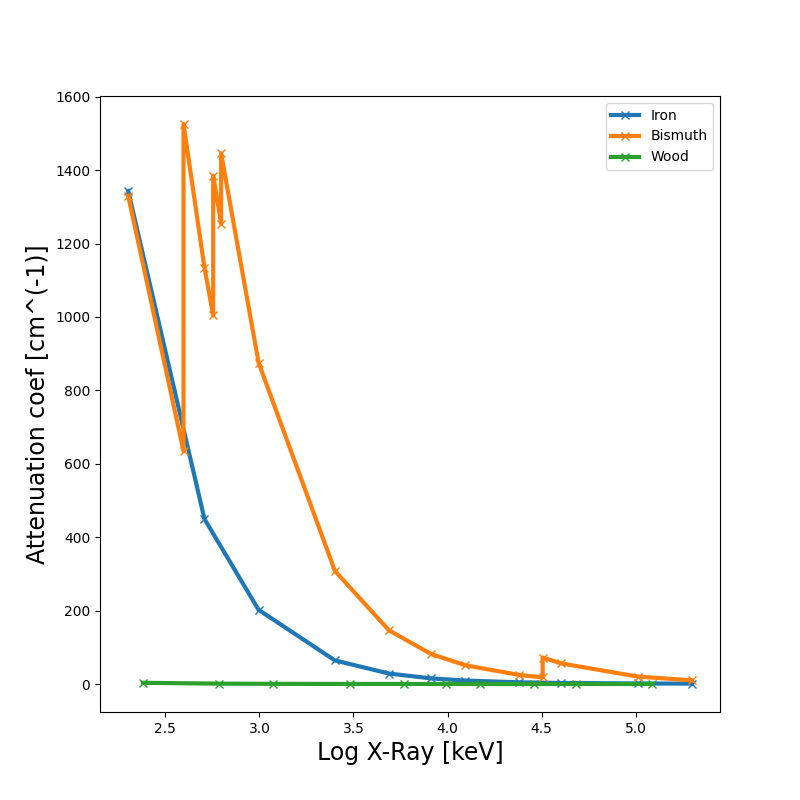 Iron
Bismuth
Wood
1600
1400
1200
1000
800
600
400
200
0
Attenuation coef [cm^(-1)]
2.5 3.0 3.5 4.0 4.5 5.0
Log X-Ray [keV]